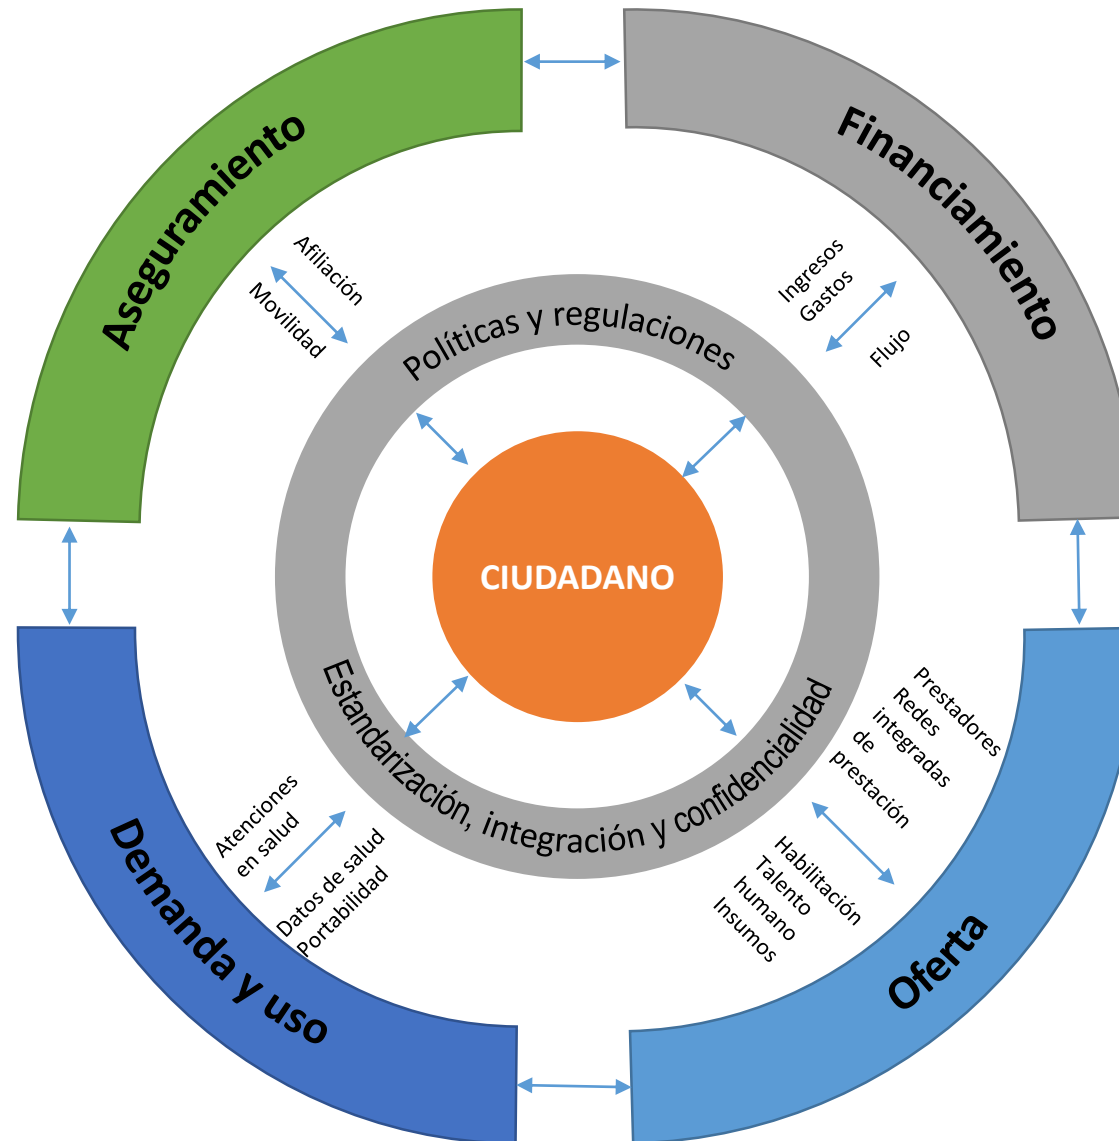 Aseguramiento
Financiamiento
Afiliación
Movilidad
Ingresos
Gastos
Flujo
Políticas y regulaciones
CIUDADANO
Estandarización, integración y confidencialidad
Prestadores
Redes
integradas
de
prestación
Atenciones
en salud
Datos de salud
Portabilidad
Habilitación
Talento
humano
Insumos
Demanda y uso
Oferta